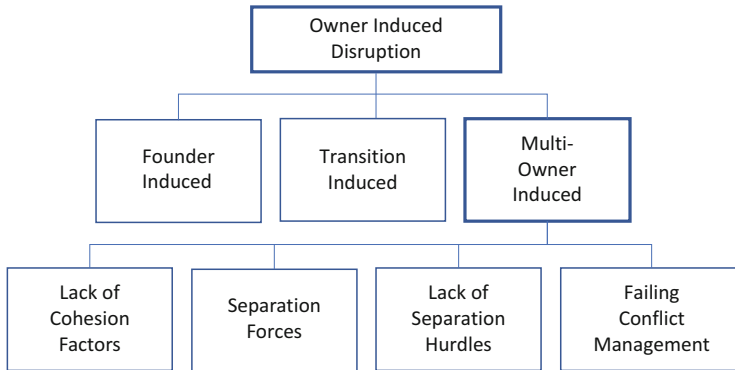 Owner Induced
Disruption
Founder
Induced
Transition
Induced
Multi-
Owner
Induced
Lack of
Cohesion
Factors
Separation
Forces
Lack of
Separation
Hurdles
Failing
Conflict
Management